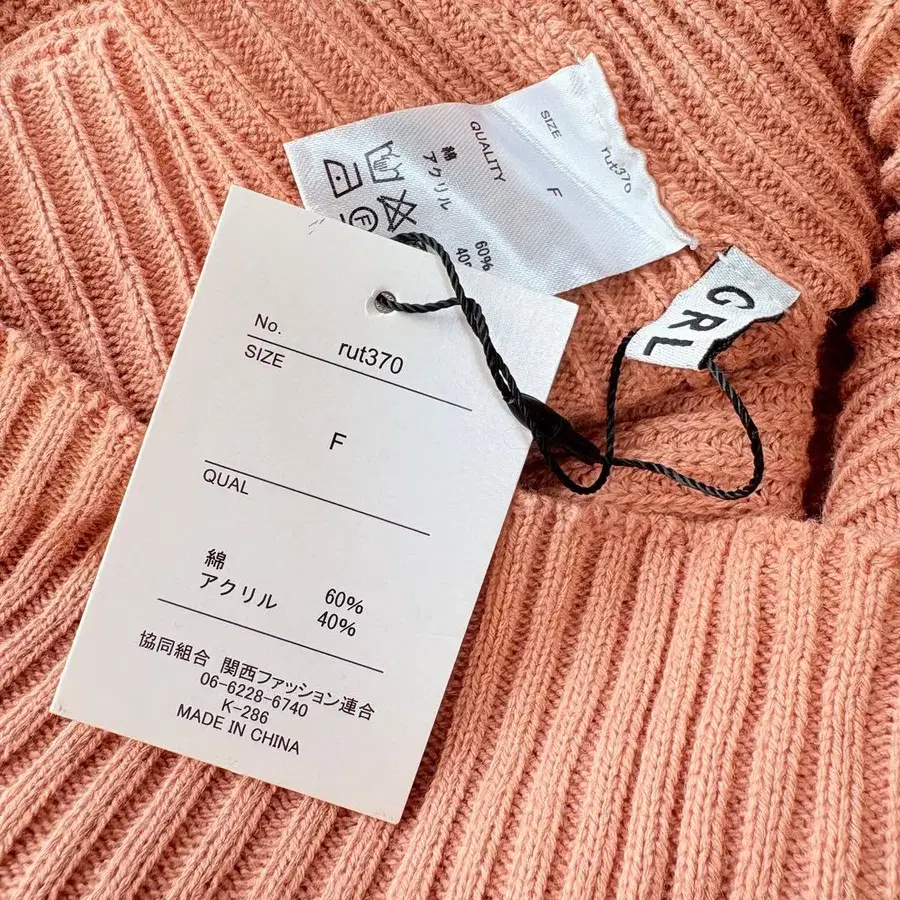 SIZE
rut370
F
QUALITY
綿
アクリル
60%
GRL
No.
rut370
SIZE
F
QUAL
綿
60%
アクリル
40%
協同組合 関西ファッション連合
06-6228-6740
K-286
MADE IN CHINA